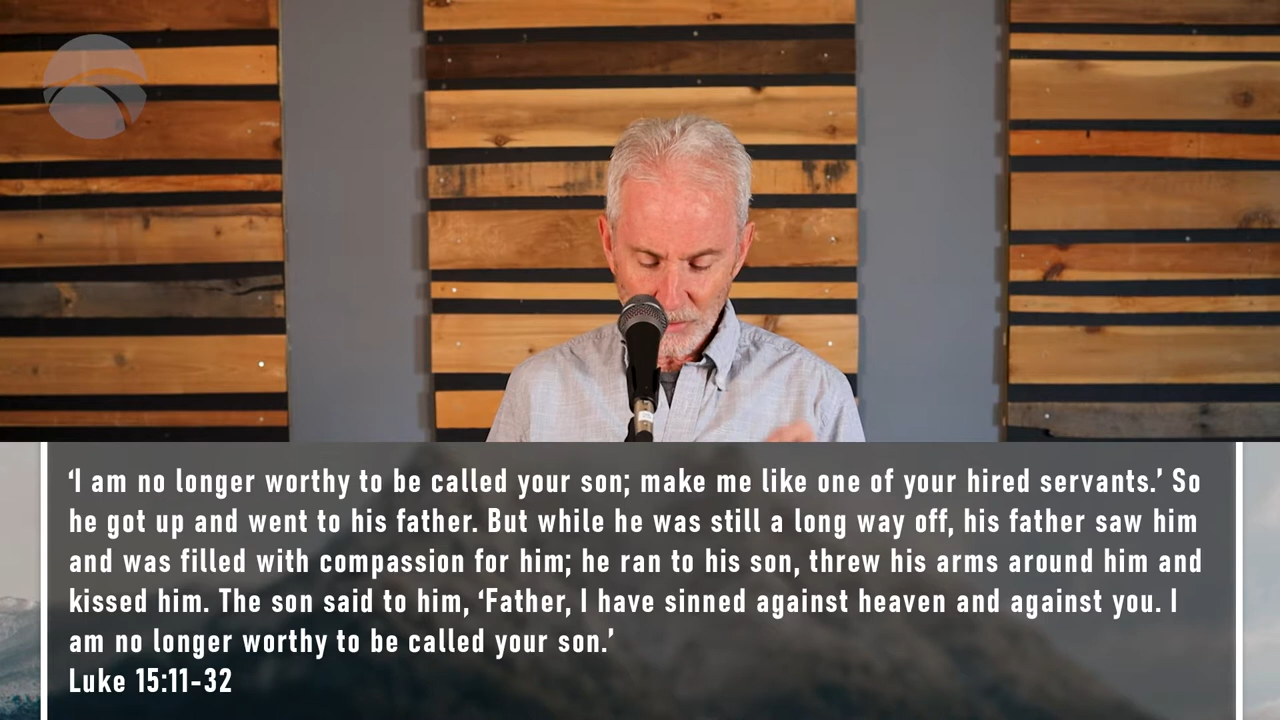 ‘I am no longer worthy to be called your son; make me like one of your hired servants.’ So
he got up and went to his father. But while he was still a long way off, his father saw him
and was filled with compassion for him; he ran to his son, threw his arms around him and
kissed him. The son said to him, ‘Father, I have sinned against heaven and against you. I
am no longer worthy to be called your son.’
Luke 15:11-32